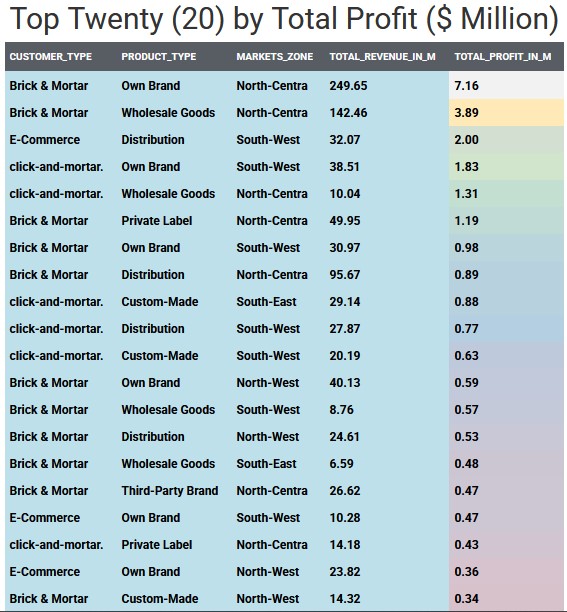 Top Twenty (20) by Total Profit ($ Million)
CUSTOMER_TYPE PRODUCT_TYPE MARKETS_ZONE TOTAL_REVENUE_IN_M TOTAL_PROFIT_IN_M
Brick & Mortar Own Brand North-Centra 249.65 7.16
Brick & Mortar Wholesale Goods North-Centra 142.46 3.89
E-Commerce Distribution South-West 32.07 2.00
click-and-mortar. Own Brand South-West 38.51 1.83
click-and-mortar. Wholesale Goods North-Centra 10.04 1.31
Brick & Mortar Private Label North-Centra 49.95 1.19
Brick & Mortar Own Brand South-West 30.97 0.98
Brick & Mortar Distribution North-Centra 95.67 0.89
click-and-mortar. Custom-Made South-East 29.14 0.88
click-and-mortar. Distribution South-West 27.87 0.77
click-and-mortar. Custom-Made South-West 20.19 0.63
Brick & Mortar Own Brand North-West 40.13 0.59
Brick & Mortar Wholesale Goods South-West 8.76 0.57
Brick & Mortar Distribution North-West 24.61 0.53
Brick & Mortar Wholesale Goods South-East 6.59 0.48
Brick & Mortar Third-Party Brand North-Centra 26.62 0.47
E-Commerce Own Brand South-West 10.28 0.47
click-and-mortar. Private Label North-Centra 14.18 0.43
E-Commerce Own Brand North-West 23.82 0.36
Brick & Mortar Custom-Made North-West 14.32 0.34